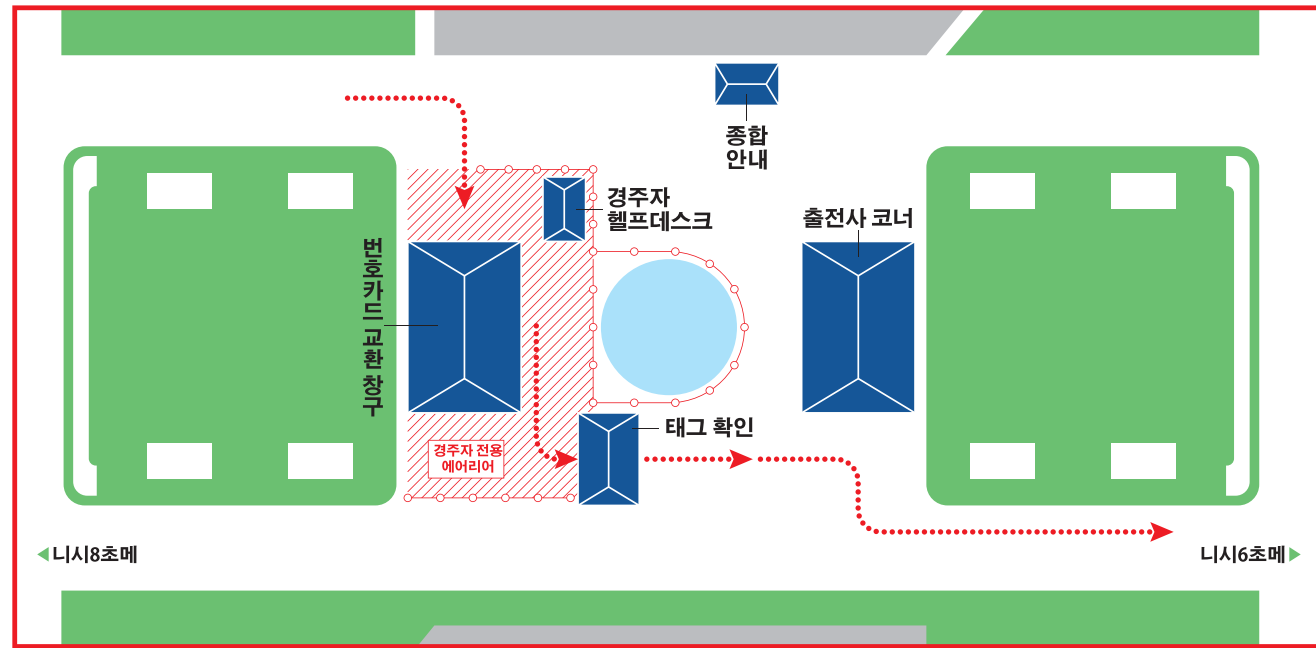 종합
안내
경주자
헬프데스크
출전사 코너
번호카드 교환 창구
태그 확인
경주자 전용
에어리어
니시8초메
니시6초메